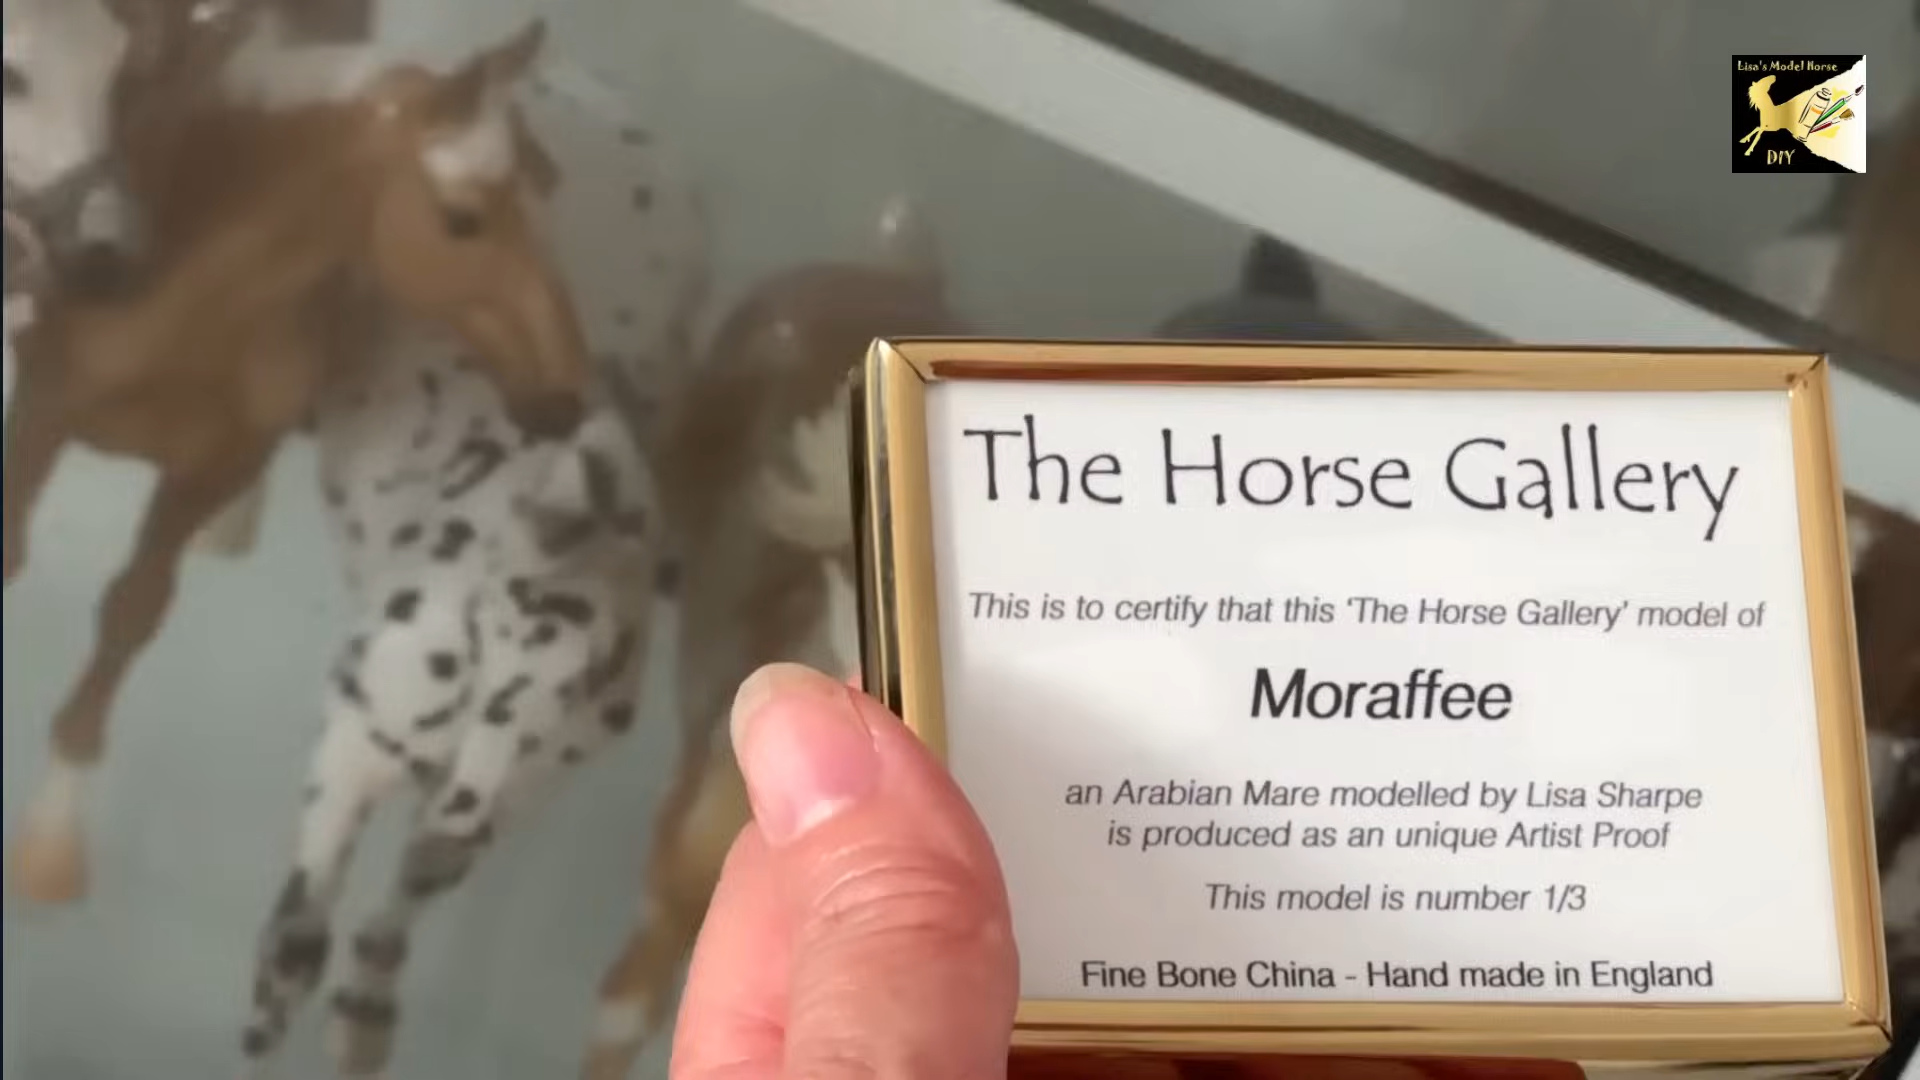 Lisa's Model Horse
DIY
The Horse Gallery
This is to certify that this ‘The Horse Gallery’ model of
Moraffee
an Arabian Mare modelled by Lisa Sharpe
is produced as an unique Artist Proof
This model is number 1/3
Fine Bone China - Hand made in England